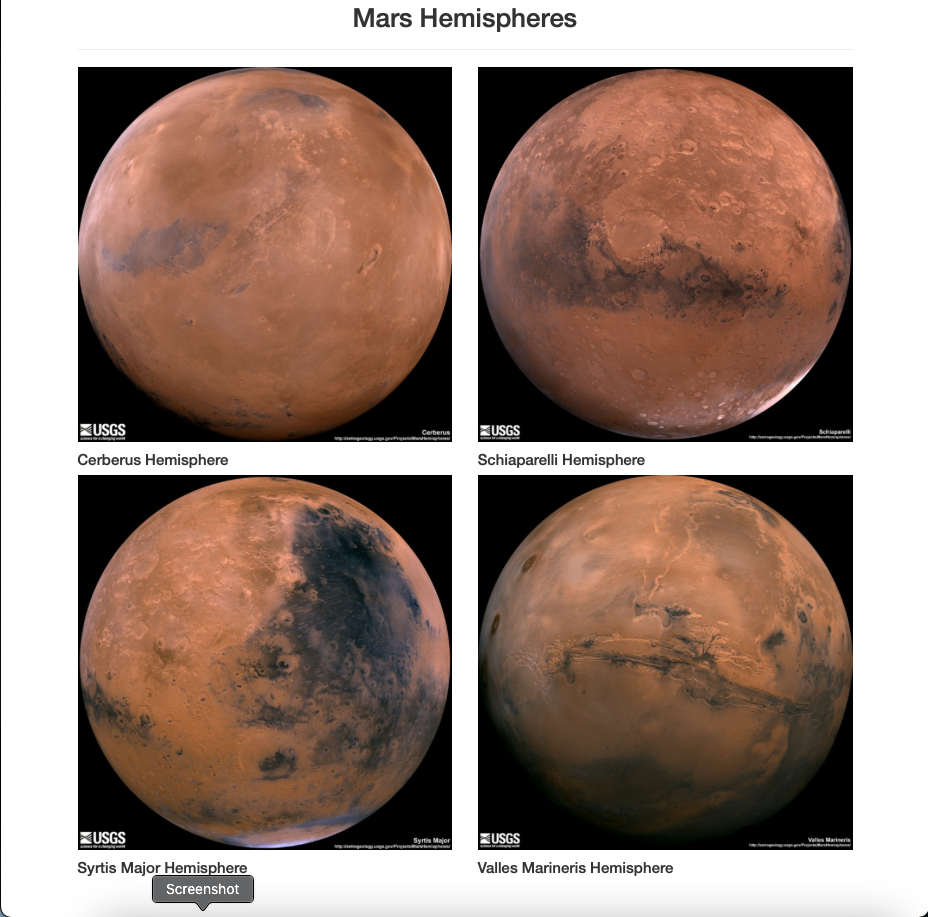 Mars Hemispheres
USGS
science for a changing world
Cerberus
http://astrogeology.usgs.gov/Projects/MarsHemispheres/
USGS
science for a changing world
Schiaparelli
http://astrogeology.usgs.gov/Projects/MarsHemispheres/
Cerberus Hemisphere
Schiaparelli Hemisphere
USGS
science for a changing world
Syrtis Major
http://astrogeology.usgs.gov/Projects/MarsHemispheres/
USGS
science for a changing world
Valles Marineris
http://astrogeology.usgs.gov/Projects/MarsHemispheres/
Syrtis Major Hemisphere
Valles Marineris Hemisphere
Screenshot